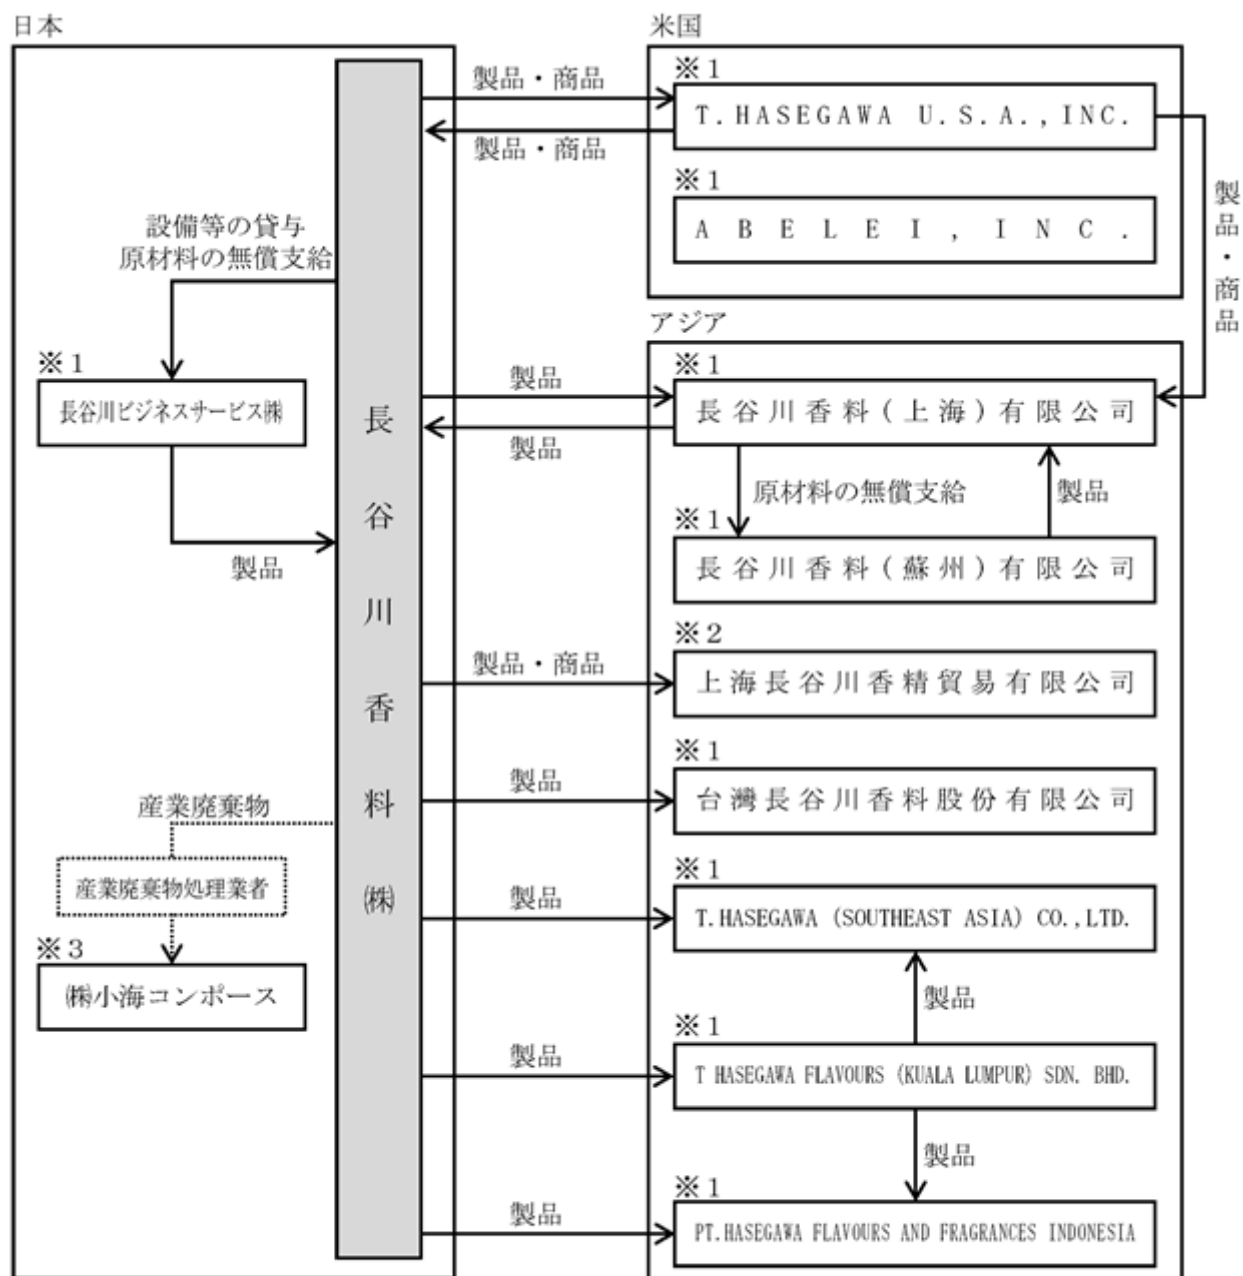 日本
米国
製品・商品
製品・商品
※1
T.HASEGAWA U.S.A.,INC.
※1
ABELEI,INC.
製品・商品
設備等の貸与
原材料の無償支給
※1
長谷川ビジネスサービス㈱
製品
長谷川香料㈱
産業廃棄物
産業廃棄物処理業者
※3
㈱小海コンポース
アジア
製品
製品
※1
長谷川香料(上海)有限公司
原材料の無償支給
製品
※1
長谷川香料(蘇州)有限公司
製品・商品
※2
上海長谷川香精貿易有限公司
製品
※1
台灣長谷川香料股份有限公司
製品
※1
T.HASEGAWA (SOUTHEAST ASIA) CO.,LTD.
製品
製品
※1
T HASEGAWA FLAVOURS (KUALA LUMPUR) SDN. BHD.
製品
製品
※1
PT.HASEGAWA FLAVOURS AND FRAGRANCES INDONESIA